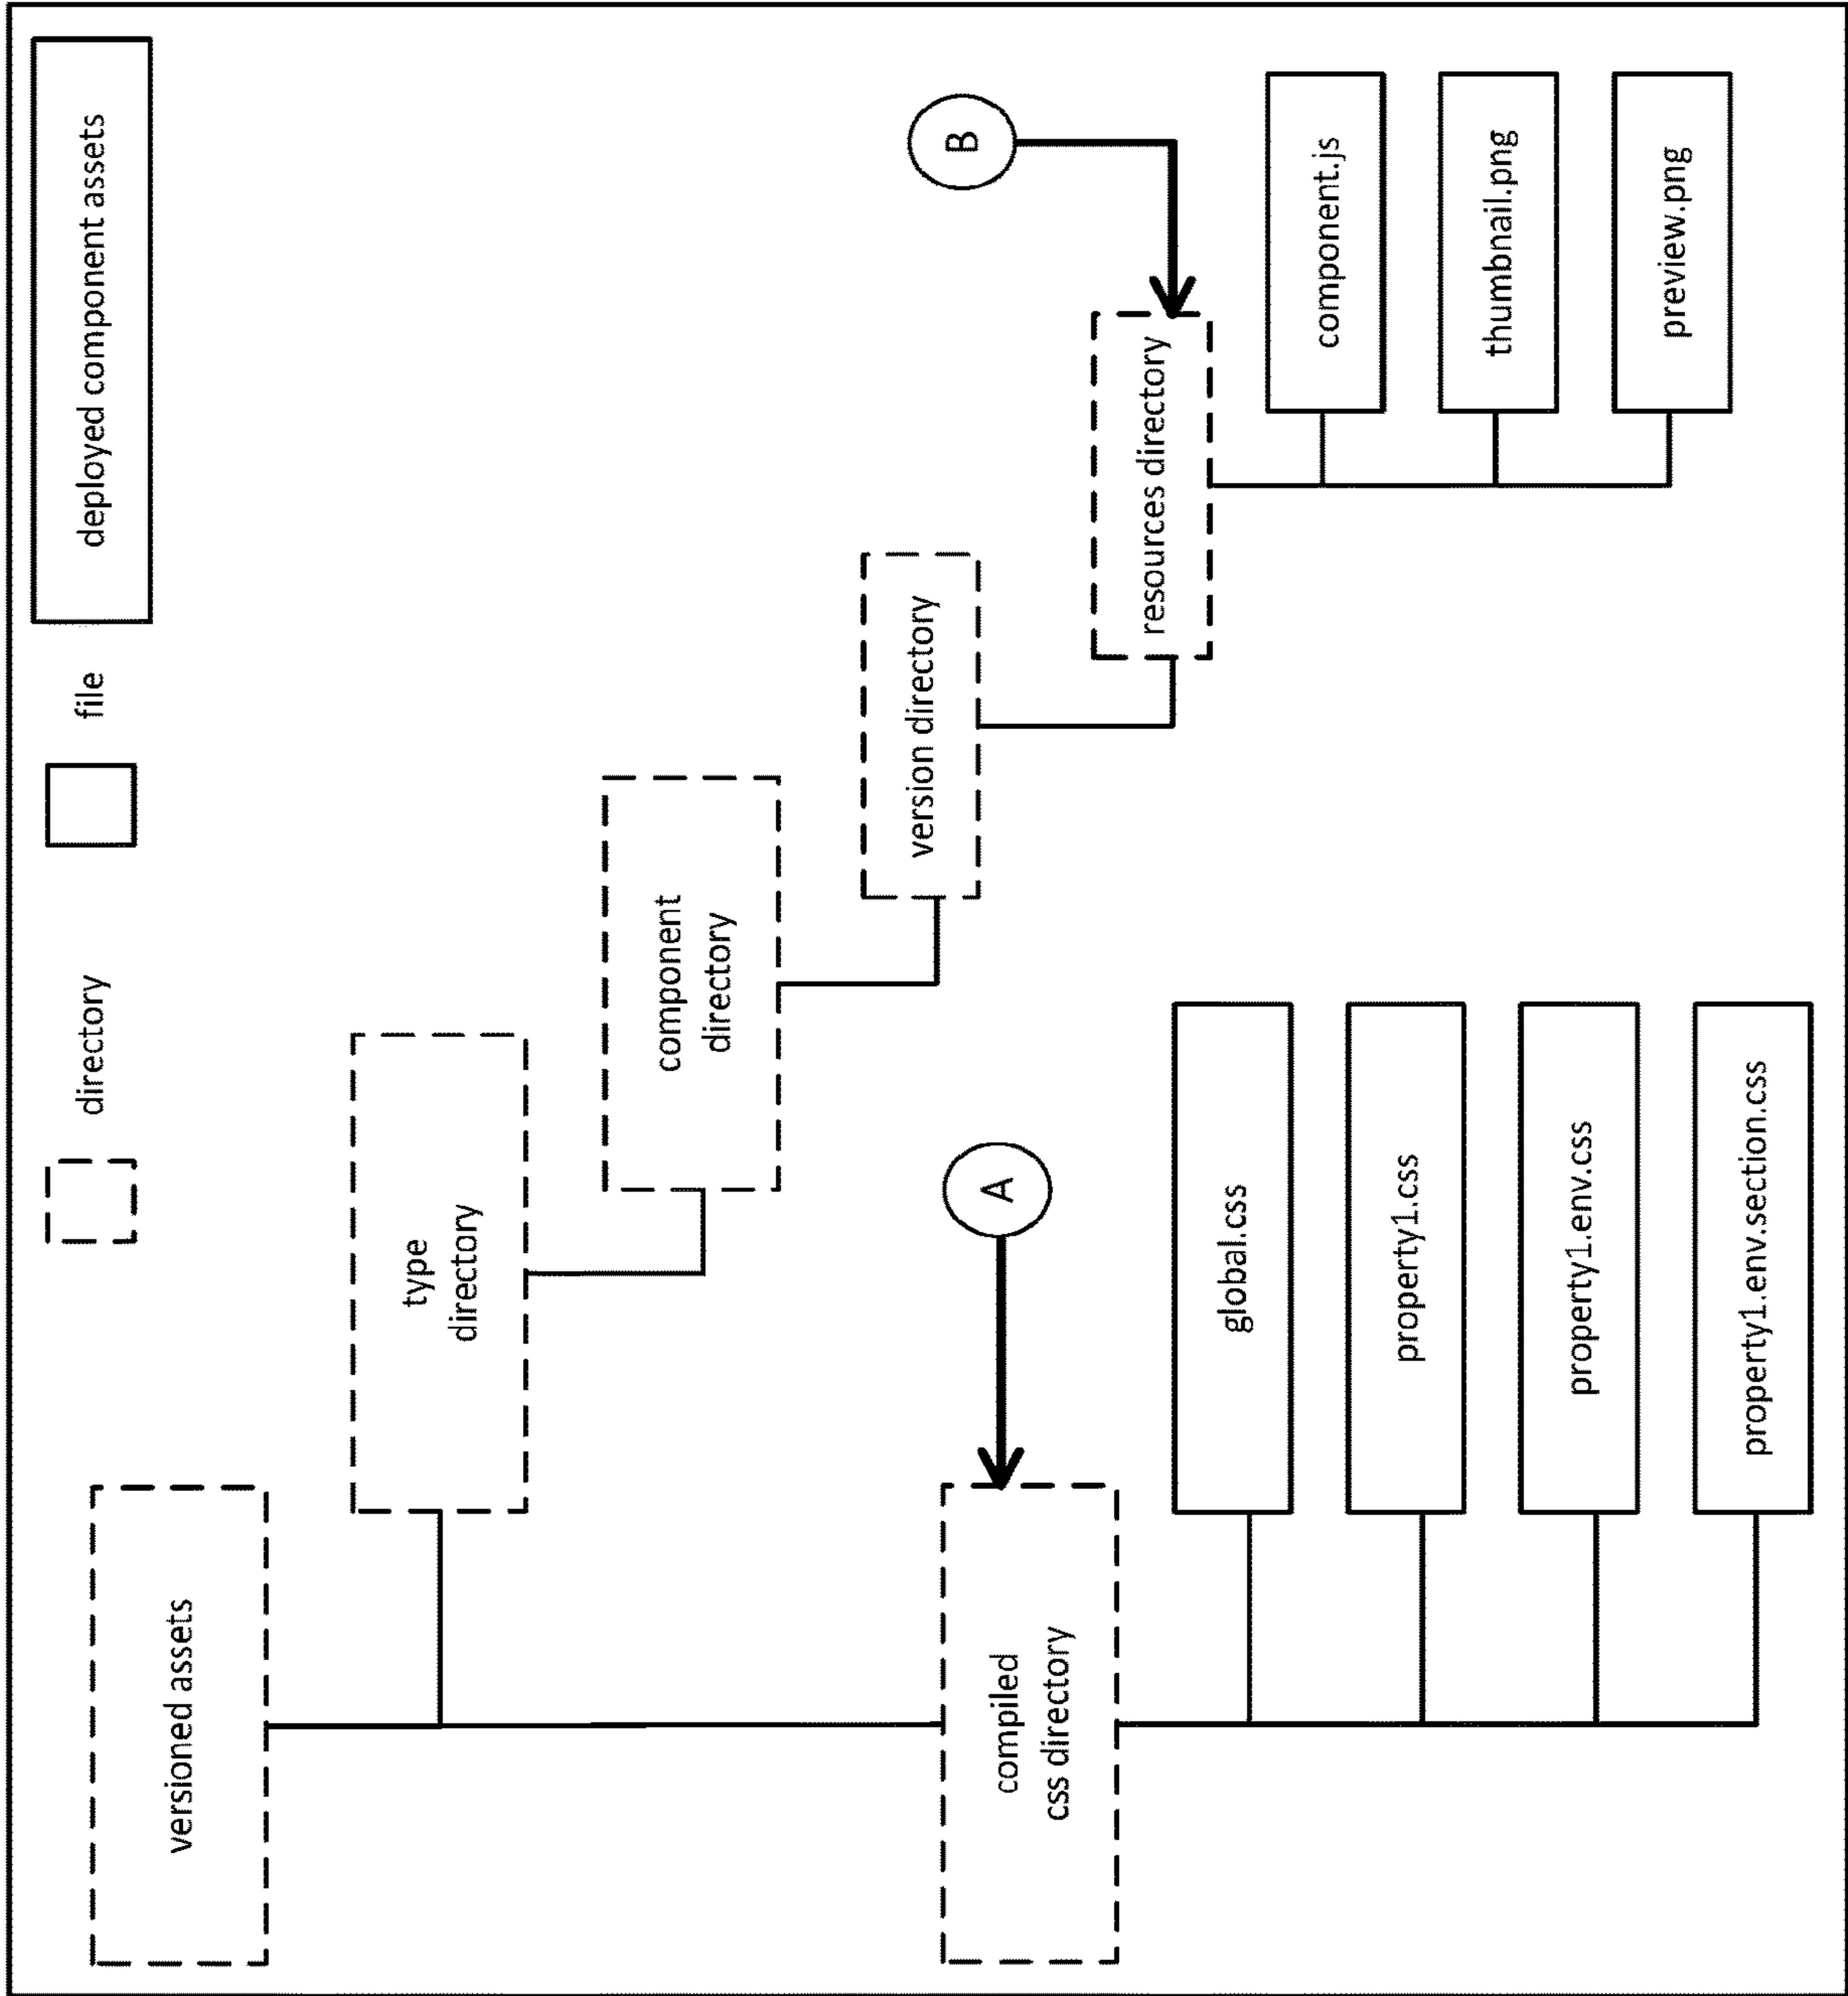 directory
file
deployed component assets
versioned assets
type
directory
component
directory
version directory
resources directory
B
component.js
thumbnail.png
preview.png
A
compiled
css directory
global.css
property1.css
property1.env.css
property1.env.section.css